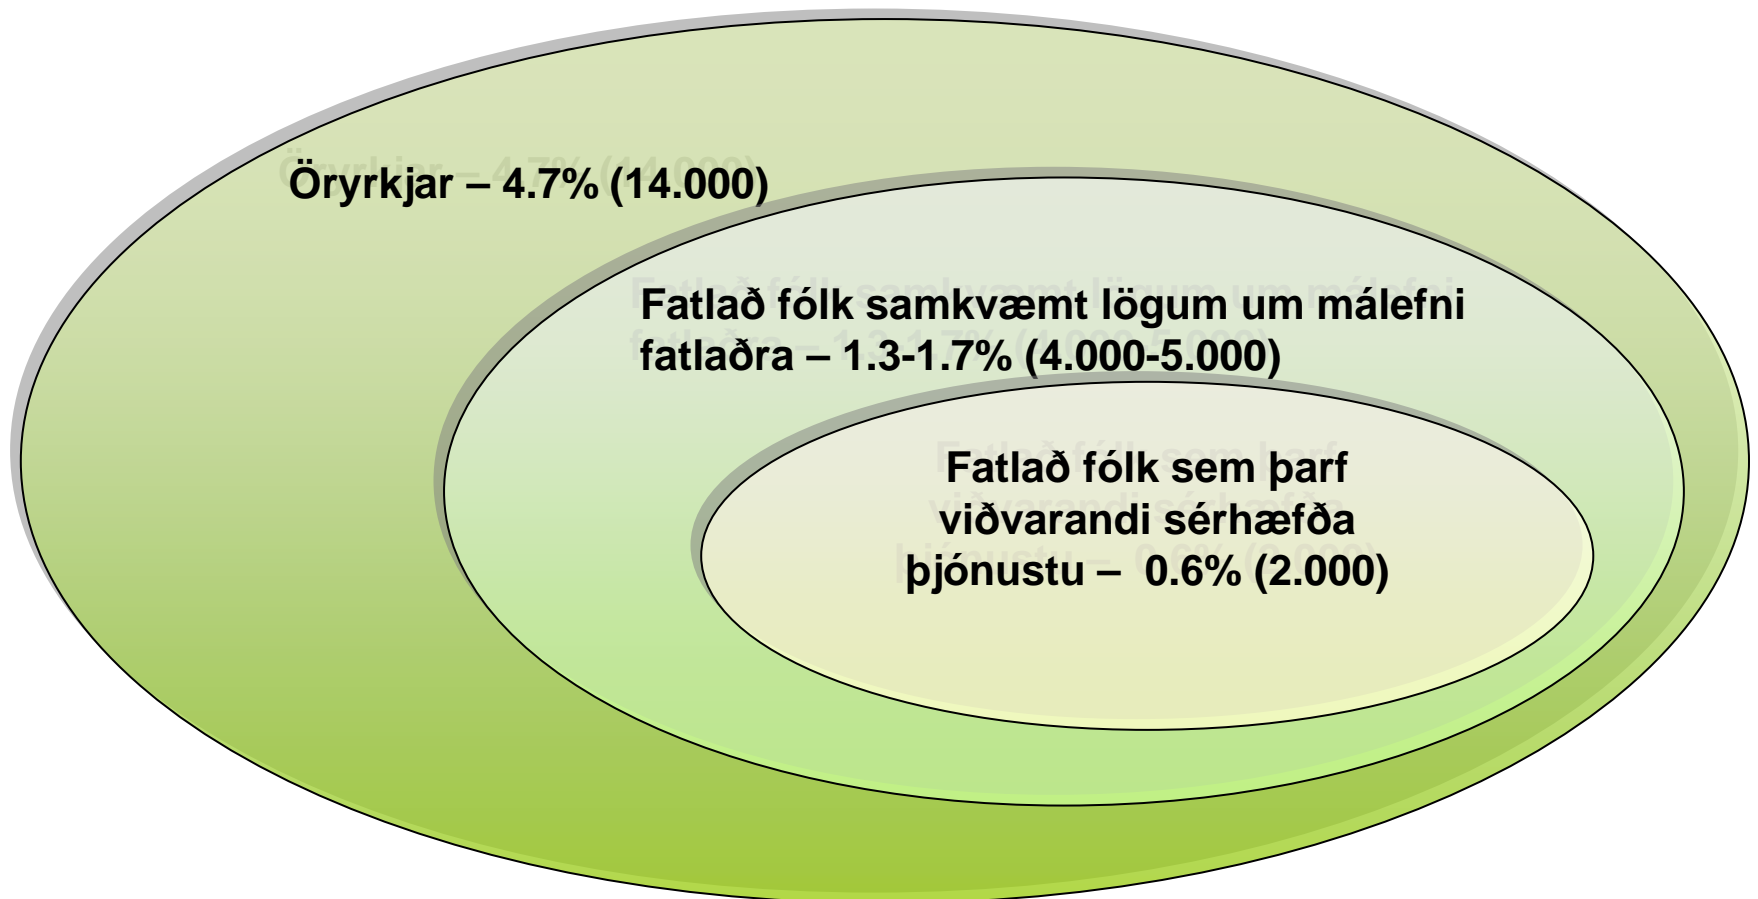 Öryrkjar – 4.7% (14.000)
Fatlað fólk samkvæmt lögum um málefni
fatlaðra – 1.3-1.7% (4.000-5.000)
Fatlað fólk sem þarf
viðvarandi sérhæfða
þjónustu –  0.6% (2.000)